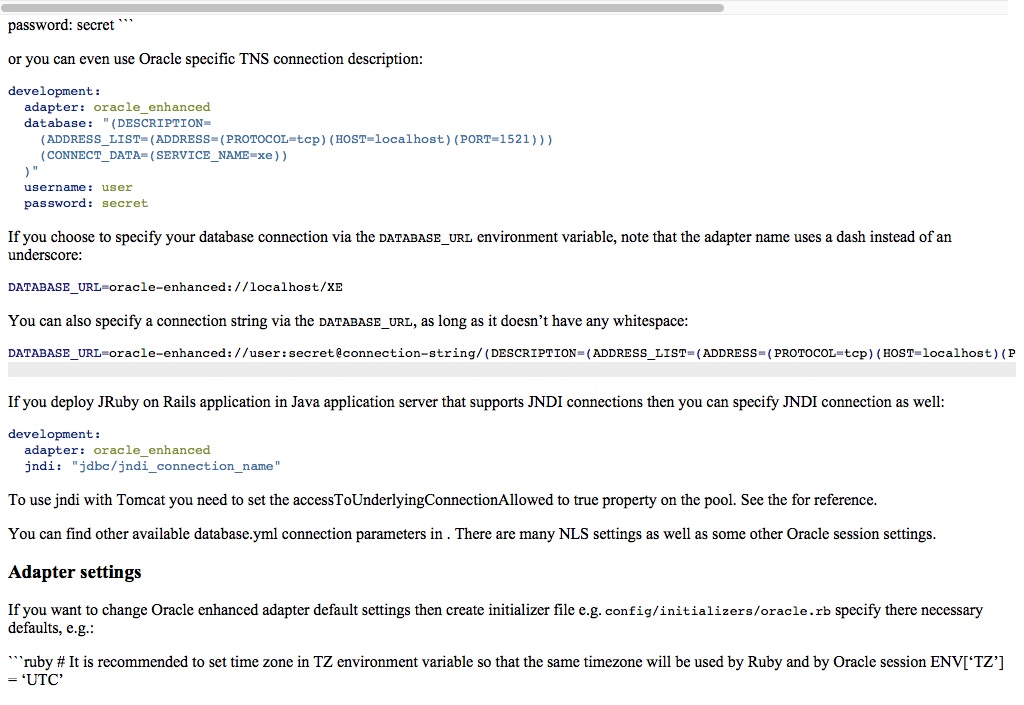 password: secret ```
or you can even use Oracle specific TNS connection description:
development:
adapter: oracle_enhanced
database: "(DESCRIPTION=
(ADDRESS_LIST=(ADDRESS=(PROTOCOL=tcp)(HOST=localhost)(PORT=1521)))
(CONNECT_DATA=(SERVICE_NAME=xe))
)"
username: user
password: secret
If you choose to specify your database connection via the DATABASE_URL environment variable, note that the adapter name uses a dash instead of an
underscore:
DATABASE_URL=oracle-enhanced://localhost/XE
You can also specify a connection string via the DATABASE_URL, as long as it doesn’t have any whitespace:
DATABASE_URL=oracle-enhanced://user:secret@connection-string/(DESCRIPTION=(ADDRESS_LIST=(ADDRESS=(PROTOCOL=tcp)(HOST=localhost)(P
If you deploy JRuby on Rails application in Java application server that supports JNDI connections then you can specify JNDI connection as well:
development:
adapter: oracle_enhanced
jndi: "jdbc/jndi_connection_name"
To use jndi with Tomcat you need to set the accessToUnderlyingConnectionAllowed to true property on the pool. See the for reference.
You can find other available database.yml connection parameters in . There are many NLS settings as well as some other Oracle session settings.
Adapter settings
If you want to change Oracle enhanced adapter default settings then create initializer file e.g. config/initializers/oracle.rb specify there necessary
defaults, e.g.:
```ruby # It is recommended to set time zone in TZ environment variable so that the same timezone will be used by Ruby and by Oracle session ENV[‘TZ’]
= ‘UTC’